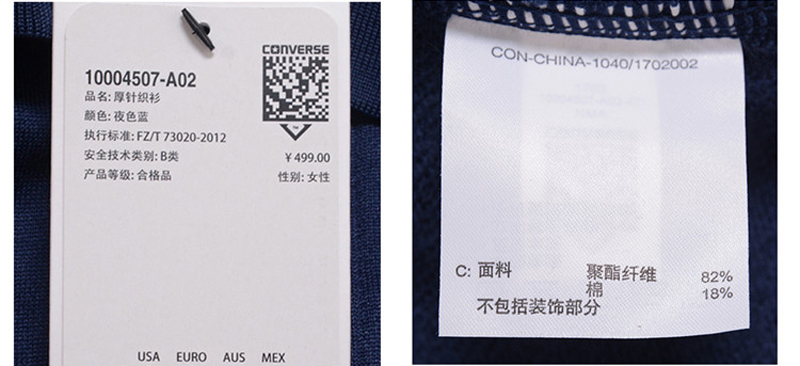 CONVERSE
10004507-A02
品名: 厚针织衫
颜色: 夜色蓝
执行标准: FZ/T 73020-2012
安全技术类别: B类
¥ 499.00
产品等级: 合格品
性别: 女性
USA EURO AUS MEX
CON-CHINA-1040/1702002
C: 面料 聚酯纤维 82%
棉 18%
不包括装饰部分